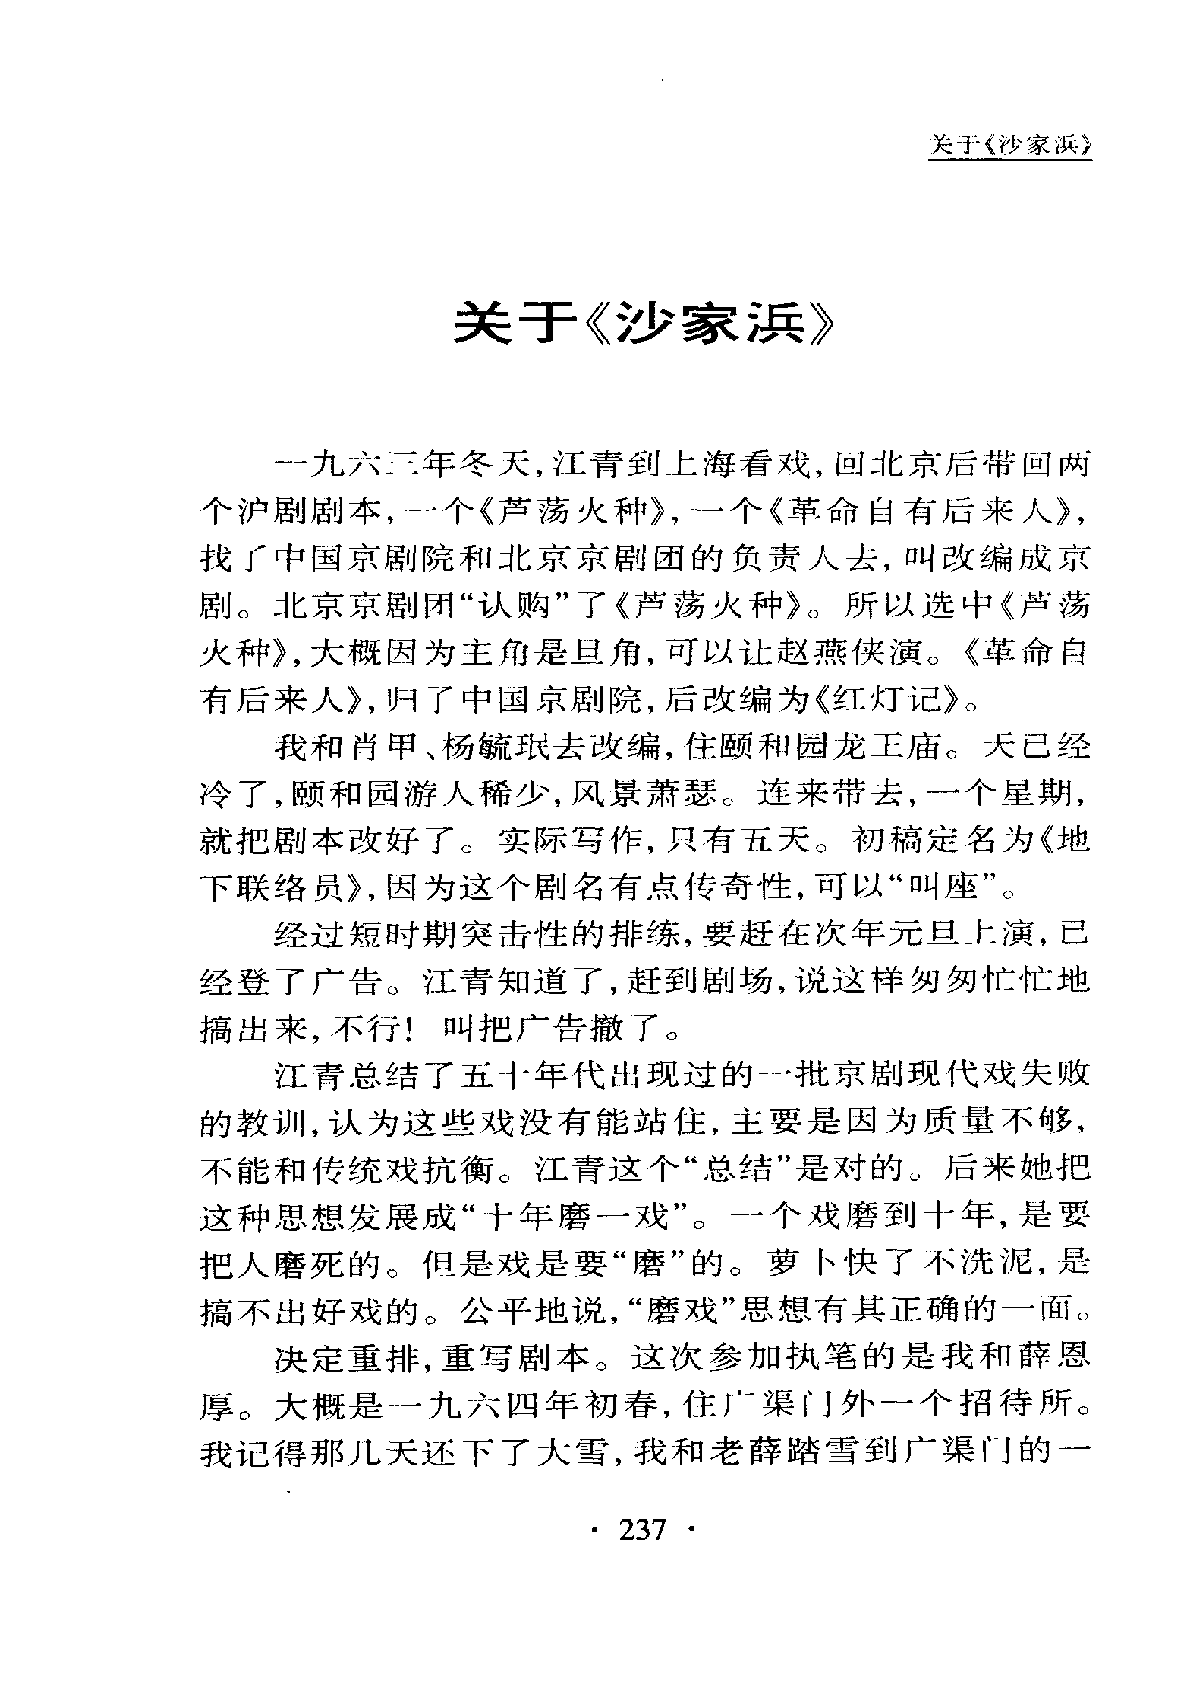 关于《沙家浜》
关于《沙家浜》
一九六三年冬天,江青到上海看戏,回北京后带回两
个沪剧剧本,一个《芦荡火种》,一个《革命自有后来人》,
找了中国京剧院和北京京剧团的负责人去,叫改编成京
剧。北京京剧团“认购”了《芦荡火种》。所以选中《芦荡
火种》,大概因为主角是旦角,可以让赵燕侠演。《革命自
有后来人》,归了中国京剧院,后改编为《红灯记》。
我和肖甲、杨毓珉去改编,住颐和园龙王庙。天已经
冷了,颐和园游人稀少,风景萧瑟。连来带去,一个星期,
就把剧本改好了。实际写作,只有五天。初稿定名为《地
下联络员》,因为这个剧名有点传奇性,可以“叫座”。
经过短时期突击性的排练,要赶在次年元旦上演,已
经登了广告。江青知道了,赶到剧场,说这样匆匆忙忙地
搞出来,不行! 叫把广告撤了。
江青总结了五十年代出现过的一批京剧现代戏失败
的教训,认为这些戏没有能站住,主要是因为质量不够,
不能和传统戏抗衡。江青这个“总结”是对的。后来她把
这种思想发展成“十年磨一戏”。一个戏磨到十年,是要
把人磨死的。但是戏是要“磨”的。萝卜快了不洗泥,是
搞不出好戏的。公平地说,“磨戏”思想有其正确的一面。
决定重排,重写剧本。这次参加执笔的是我和薛恩
厚。大概是一九六四年初春,住广渠门外一个招待所。
我记得那几天还下了大雪,我和老薛踏雪到广渠门的一
· 237 ·